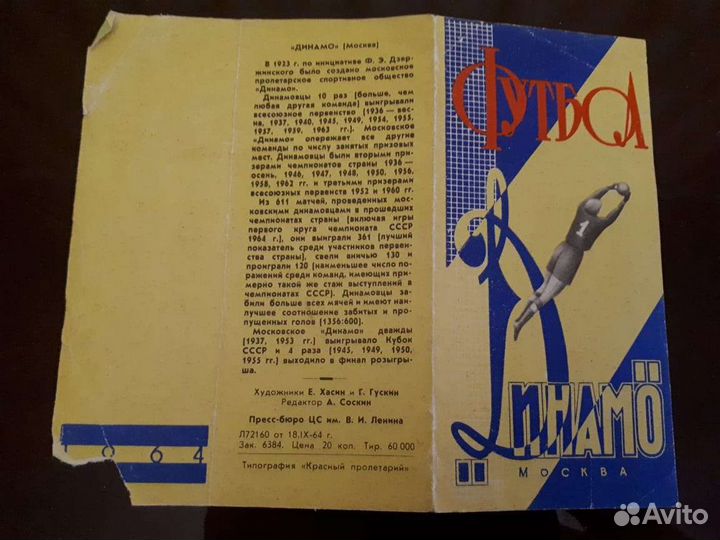 «ДИНАМО» (Москва)
В 1923 г. по инициативе Ф. Э. Дзер-
жинского было создано московское
пролетарское спортивное общество
«Динамо».
Динамовцы 10 раз (больше, чем
любая другая команда) выигрывали
всесоюзное первенство (1936 — вес-
на, 1937, 1940, 1945, 1949, 1954, 1955,
1957, 1959, 1963 гг.). Московское
«Динамо» опережает все другие
команды по числу занятых призовых
мест. Динамовцы были вторыми при-
зерами чемпионатов страны 1936 —
осень, 1946, 1947, 1948, 1950, 1956,
1958, 1962 гг. и третьими призерами
всесоюзных первенств 1952 и 1960 гг.
Из 611 матчей, проведенных мос-
ковскими динамовцами в прошедших
чемпионатах страны (включая игры
первого круга чемпионата СССР
1964 г.), они выиграли 361 (лучший
показатель среди участников первен-
ства страны), свели вничью 130 и
проиграли 120 (наименьшее число по-
ражений среди команд, имеющих при-
мерно такой же стаж выступлений в
чемпионатах СССР). Динамовцы за-
били больше всех мячей и имеют наи-
лучшее соотношение забитых и про-
пущенных голов (1356:600).
Московское «Динамо» дважды
(1937, 1953 гг.) выигрывало Кубок
СССР и 4 раза (1945, 1949, 1950,
1955 гг.) выходило в финал розыгры-
ша.
Художники Е. Хасин и Г. Гускин
Редактор А. Соскин
Пресс-бюро ЦС им. В. И. Ленина
Л72160 от 18.IX-64 г.
Зак. 6384. Цена 20 коп. Тир. 60 000
Типография «Красный пролетарий»
1964
ФУТБОЛ
Д
1
"ДИНАМО"
МОСКВА
Avito